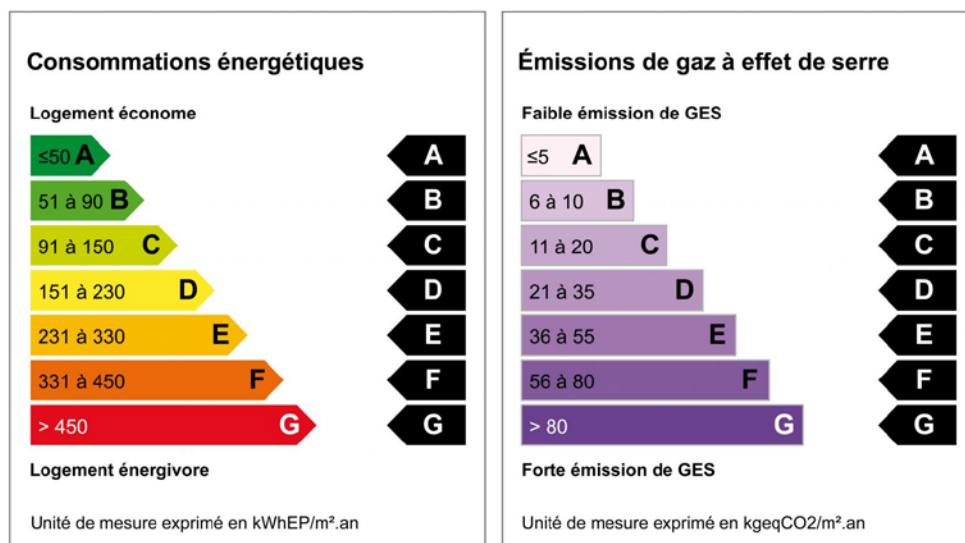 Consommations énergétiques
Logement économe
≤50 A A
51 à 90 B B
91 à 150 C C
151 à 230 D D
231 à 330 E E
331 à 450 F F
> 450 G G
Logement énergivore
Unité de mesure exprimé en kWhEP/m².an
Émissions de gaz à effet de serre
Faible émission de GES
≤5 A A
6 à 10 B B
11 à 20 C C
21 à 35 D D
36 à 55 E E
56 à 80 F F
> 80 G G
Forte émission de GES
Unité de mesure exprimé en kgeqCO2/m².an